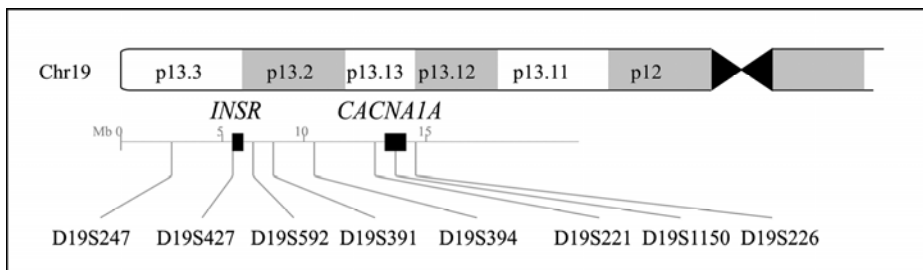 Chr19 p13.3 p13.2 p13.13 p13.12 p13.11 p12
INSR CACNA1A
Mb 0 5 10 15
D19S247 D19S427 D19S592 D19S391 D19S394 D19S221 D19S1150 D19S226